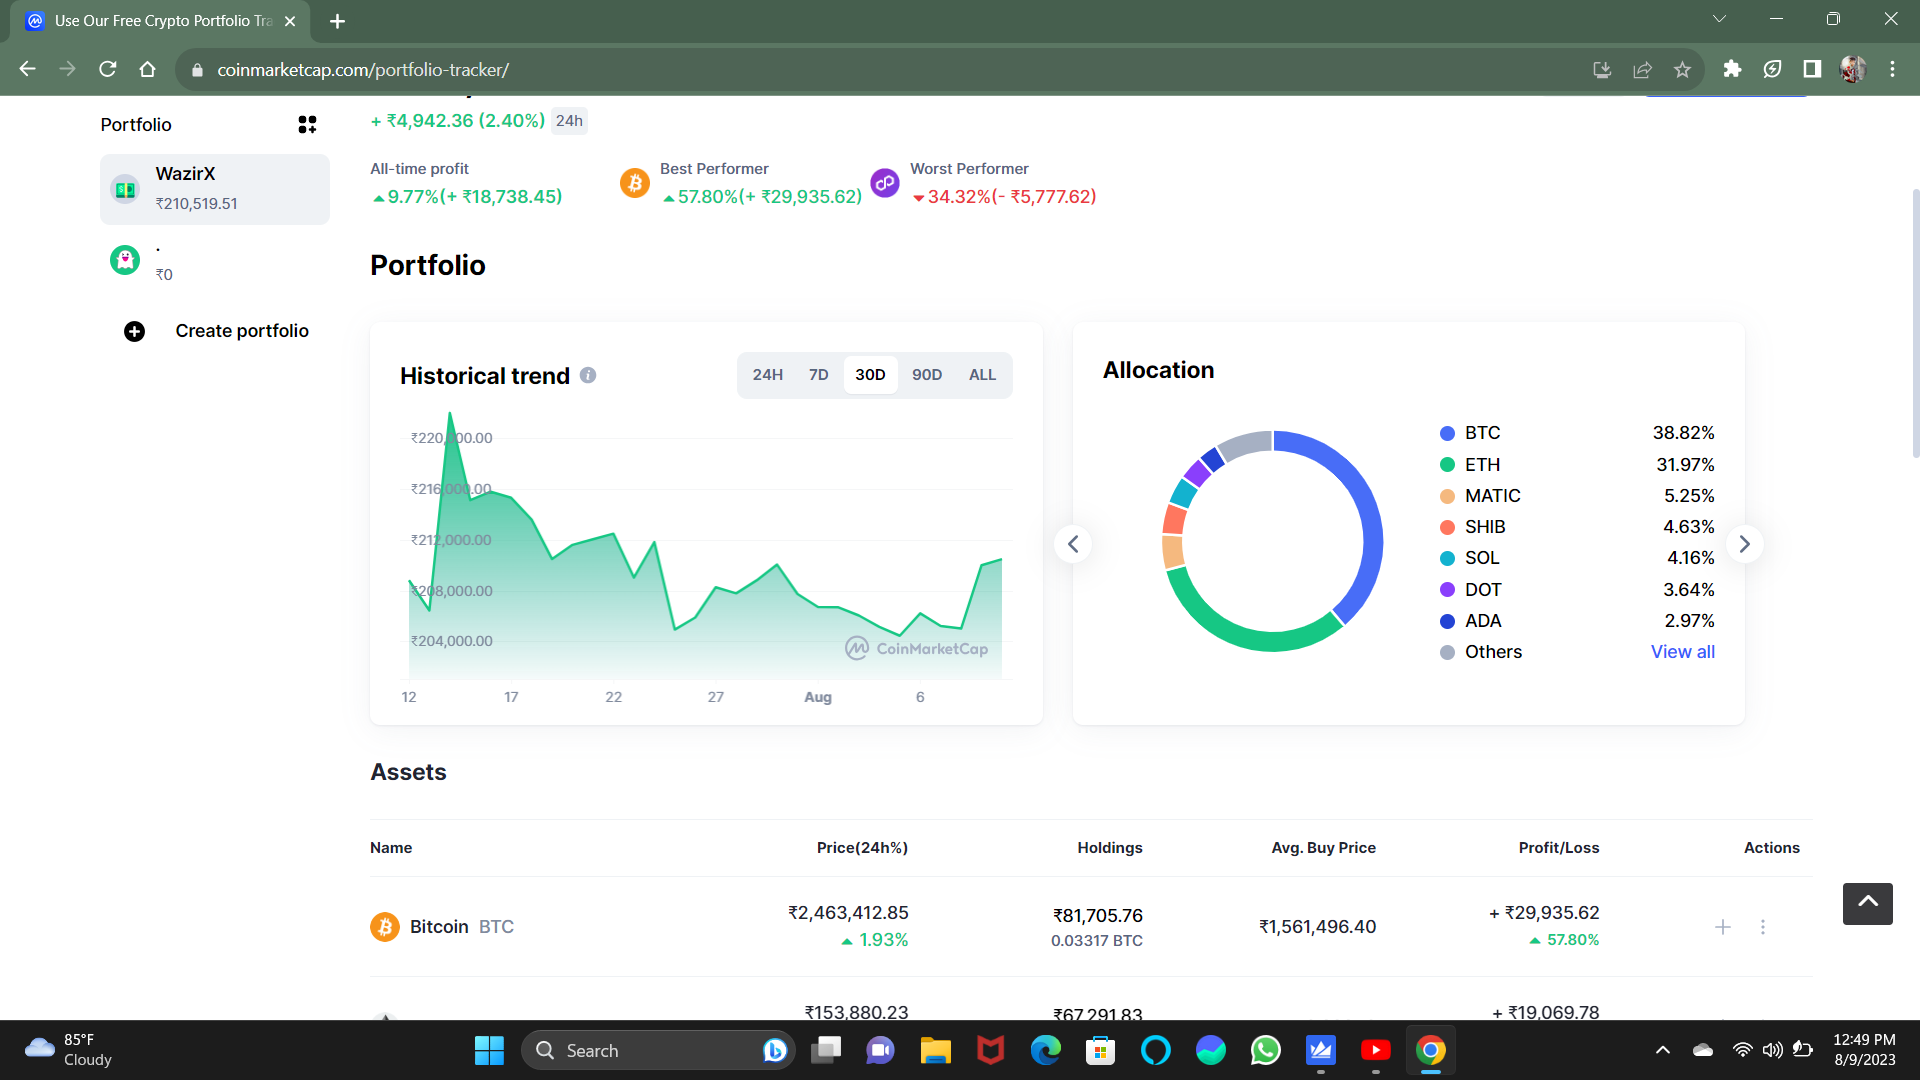 Use Our Free Crypto Portfolio Tra
coinmarketcap.com/portfolio-tracker/
Portfolio
WazirX
₹210,519.51
.
₹0
Create portfolio
+ ₹4,942.36 (2.40%) 24h
All-time profit
9.77%(+ ₹18,738.45)
Best Performer
57.80%(+ ₹29,935.62)
Worst Performer
34.32%(- ₹5,777.62)
Portfolio
Historical trend
24H 7D 30D 90D ALL
₹220,000.00
₹216,000.00
₹212,000.00
₹208,000.00
₹204,000.00
CoinMarketCap
12 17 22 27 Aug 6
Allocation
BTC 38.82%
ETH 31.97%
MATIC 5.25%
SHIB 4.63%
SOL 4.16%
DOT 3.64%
ADA 2.97%
Others View all
Assets
Name Price(24h%) Holdings Avg. Buy Price Profit/Loss Actions
Bitcoin BTC ₹2,463,412.85 ₹81,705.76 ₹1,561,496.40 + ₹29,935.62
1.93% 0.03317 BTC 57.80%
₹153,880.23 ₹67,291.83 + ₹19,069.78
85°F
Cloudy
Search
12:49 PM
8/9/2023